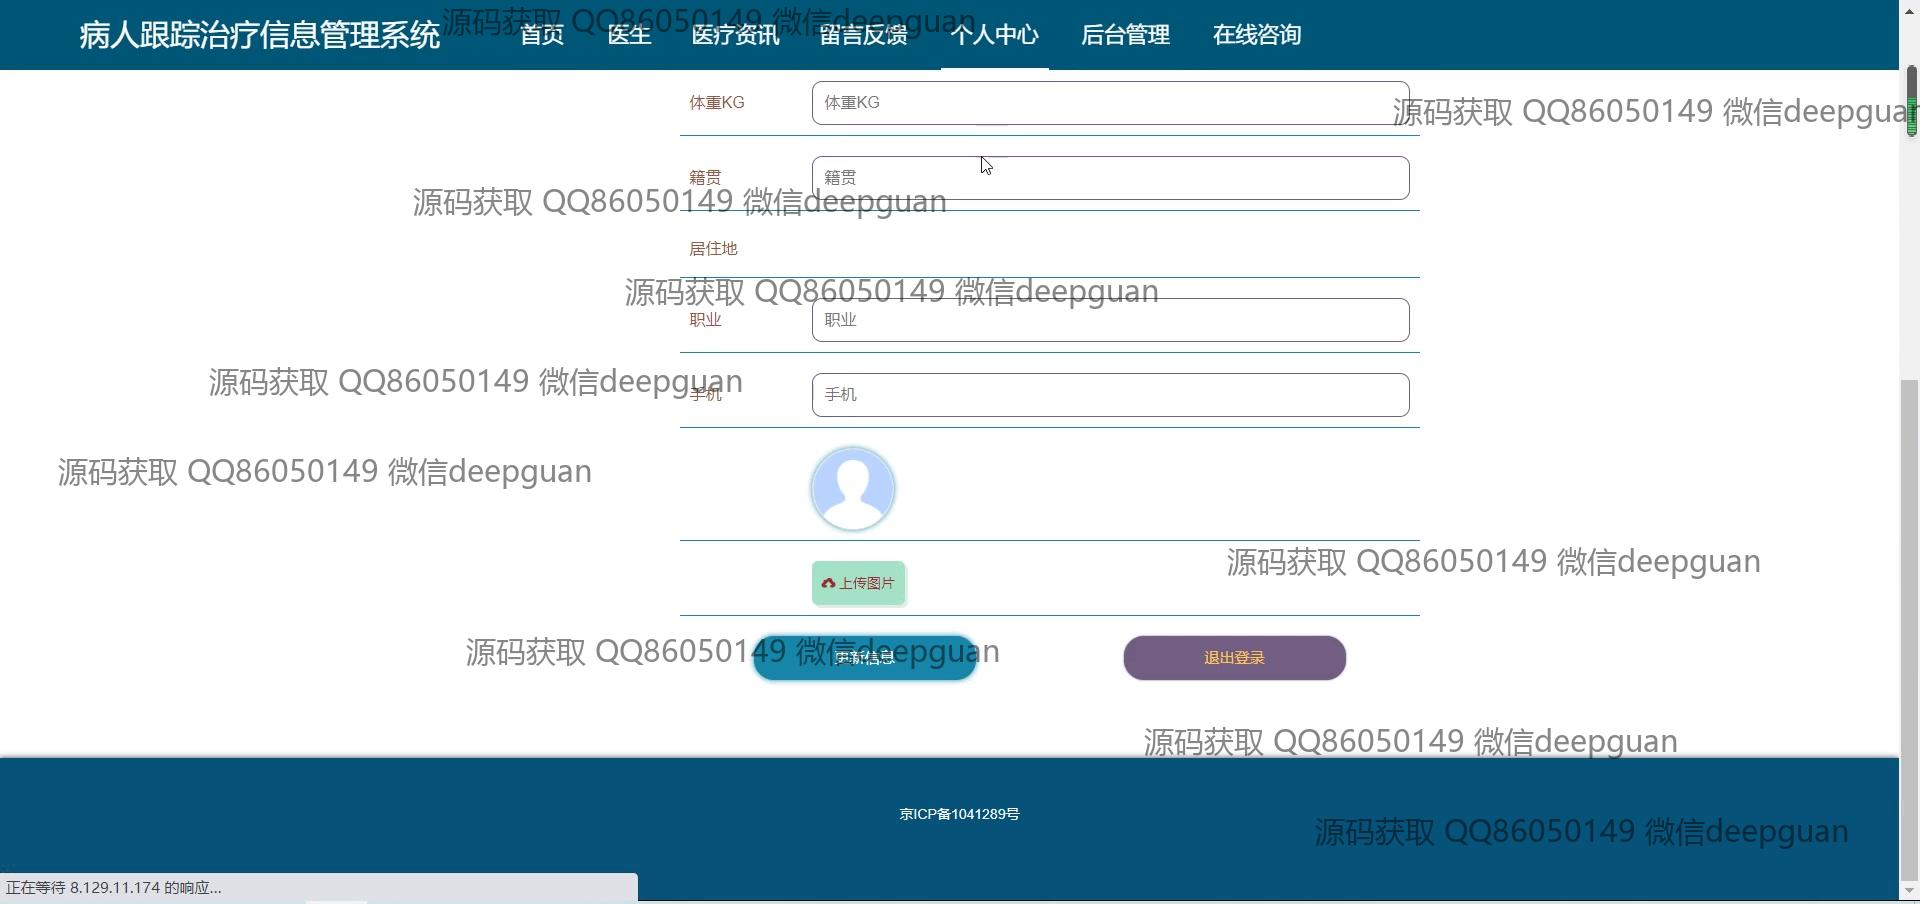 病人跟踪治疗信息管理系统 首页 医生 医疗资讯 留言反馈 个人中心 后台管理 在线咨询
源码获取 QQ86050149 微信deepguan
体重KG 体重KG
源码获取 QQ86050149 微信deepguan
籍贯 籍贯
源码获取 QQ86050149 微信deepguan
居住地
源码获取 QQ86050149 微信deepguan
职业 职业
源码获取 QQ86050149 微信deepguan
手机 手机
源码获取 QQ86050149 微信deepguan
源码获取 QQ86050149 微信deepguan
上传图片
源码获取 QQ86050149 微信deepguan
更新信息 退出登录
源码获取 QQ86050149 微信deepguan
京ICP备1041289号
源码获取 QQ86050149 微信deepguan
正在等待 8.129.11.174 的响应...